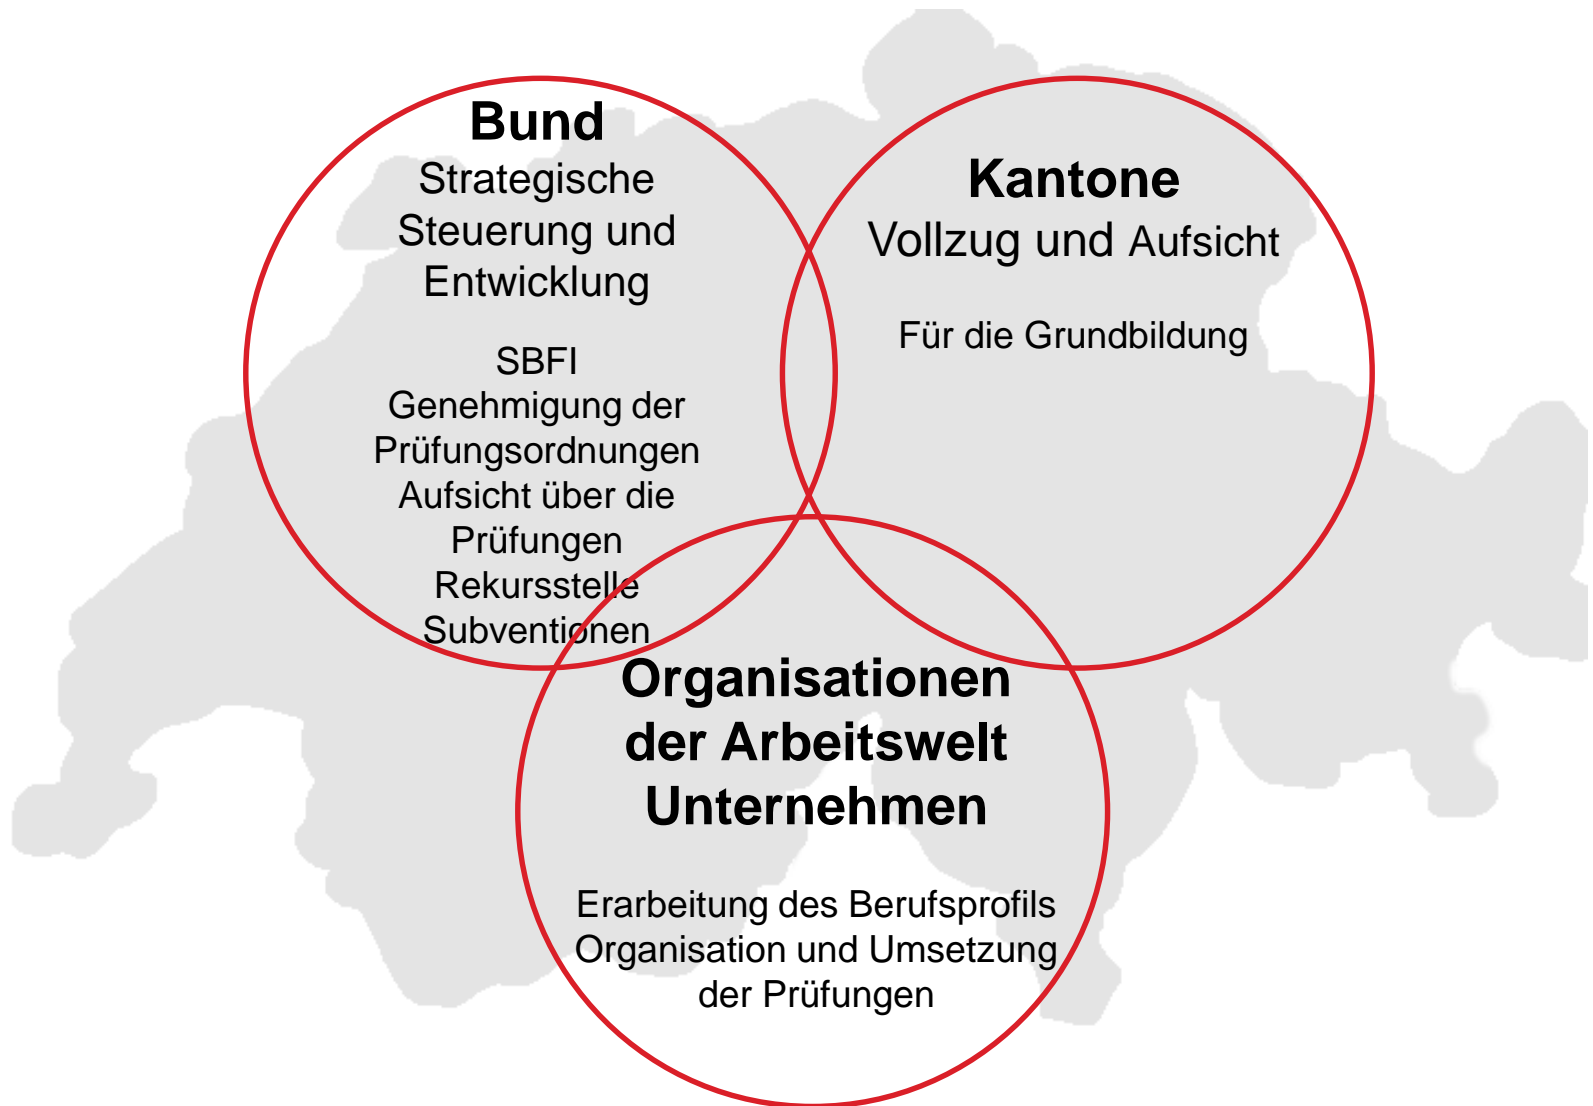 Bund
Strategische
Steuerung und
Entwicklung
SBFI
Genehmigung der
Prüfungsordnungen
Aufsicht über die
Prüfungen
Rekursstelle
Subventionen
Kantone
Vollzug und Aufsicht
Für die Grundbildung
Organisationen
der Arbeitswelt
Unternehmen
Erarbeitung des Berufsprofils
Organisation und Umsetzung
der Prüfungen